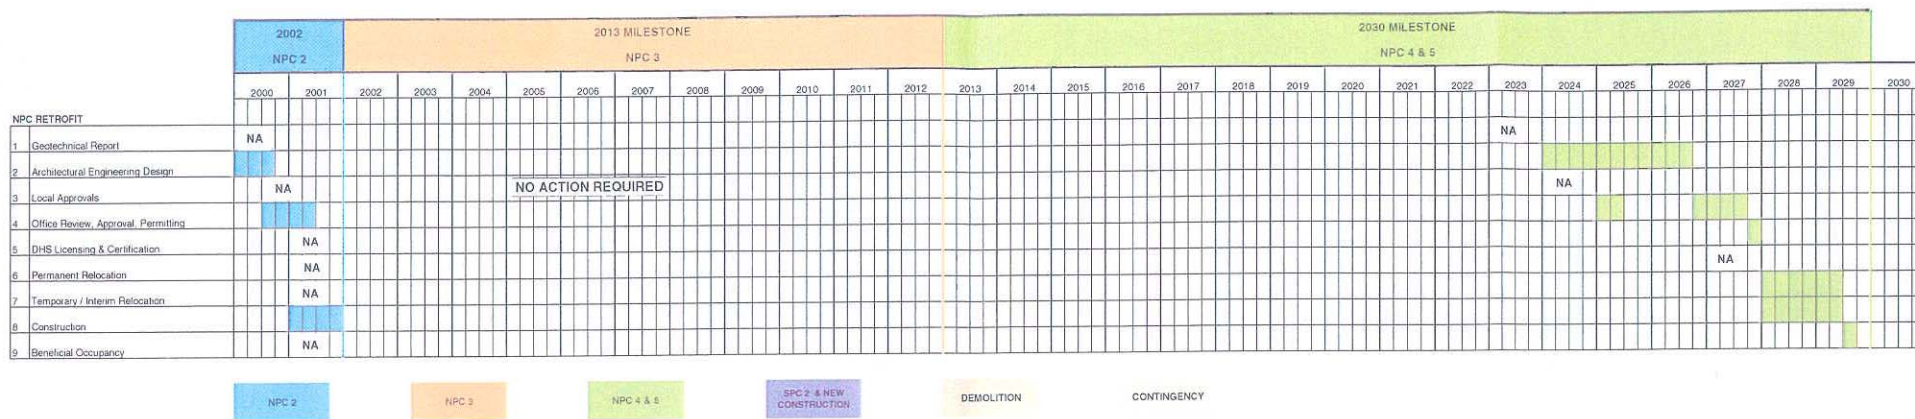 2002 2013 MILESTONE 2030 MILESTONE
NPC 2 NPC 3 NPC 4 & 5
2000 2001 2002 2003 2004 2005 2006 2007 2008 2009 2010 2011 2012 2013 2014 2015 2016 2017 2018 2019 2020 2021 2022 2023 2024 2025 2026 2027 2028 2029 2030
NPC RETROFIT
1 Geotechnical Report NA NA
2 Architectural Engineering Design
3 Local Approvals NA NO ACTION REQUIRED NA
4 Office Review, Approval, Permitting
5 DHS Licensing & Certification NA
6 Permanent Relocation NA NA
7 Temporary / Interim Relocation NA
8 Construction
9 Beneficial Occupancy NA
NPC 2 NPC 3 NPC 4 & 5 SPC 2 & NEW CONSTRUCTION DEMOLITION CONTINGENCY